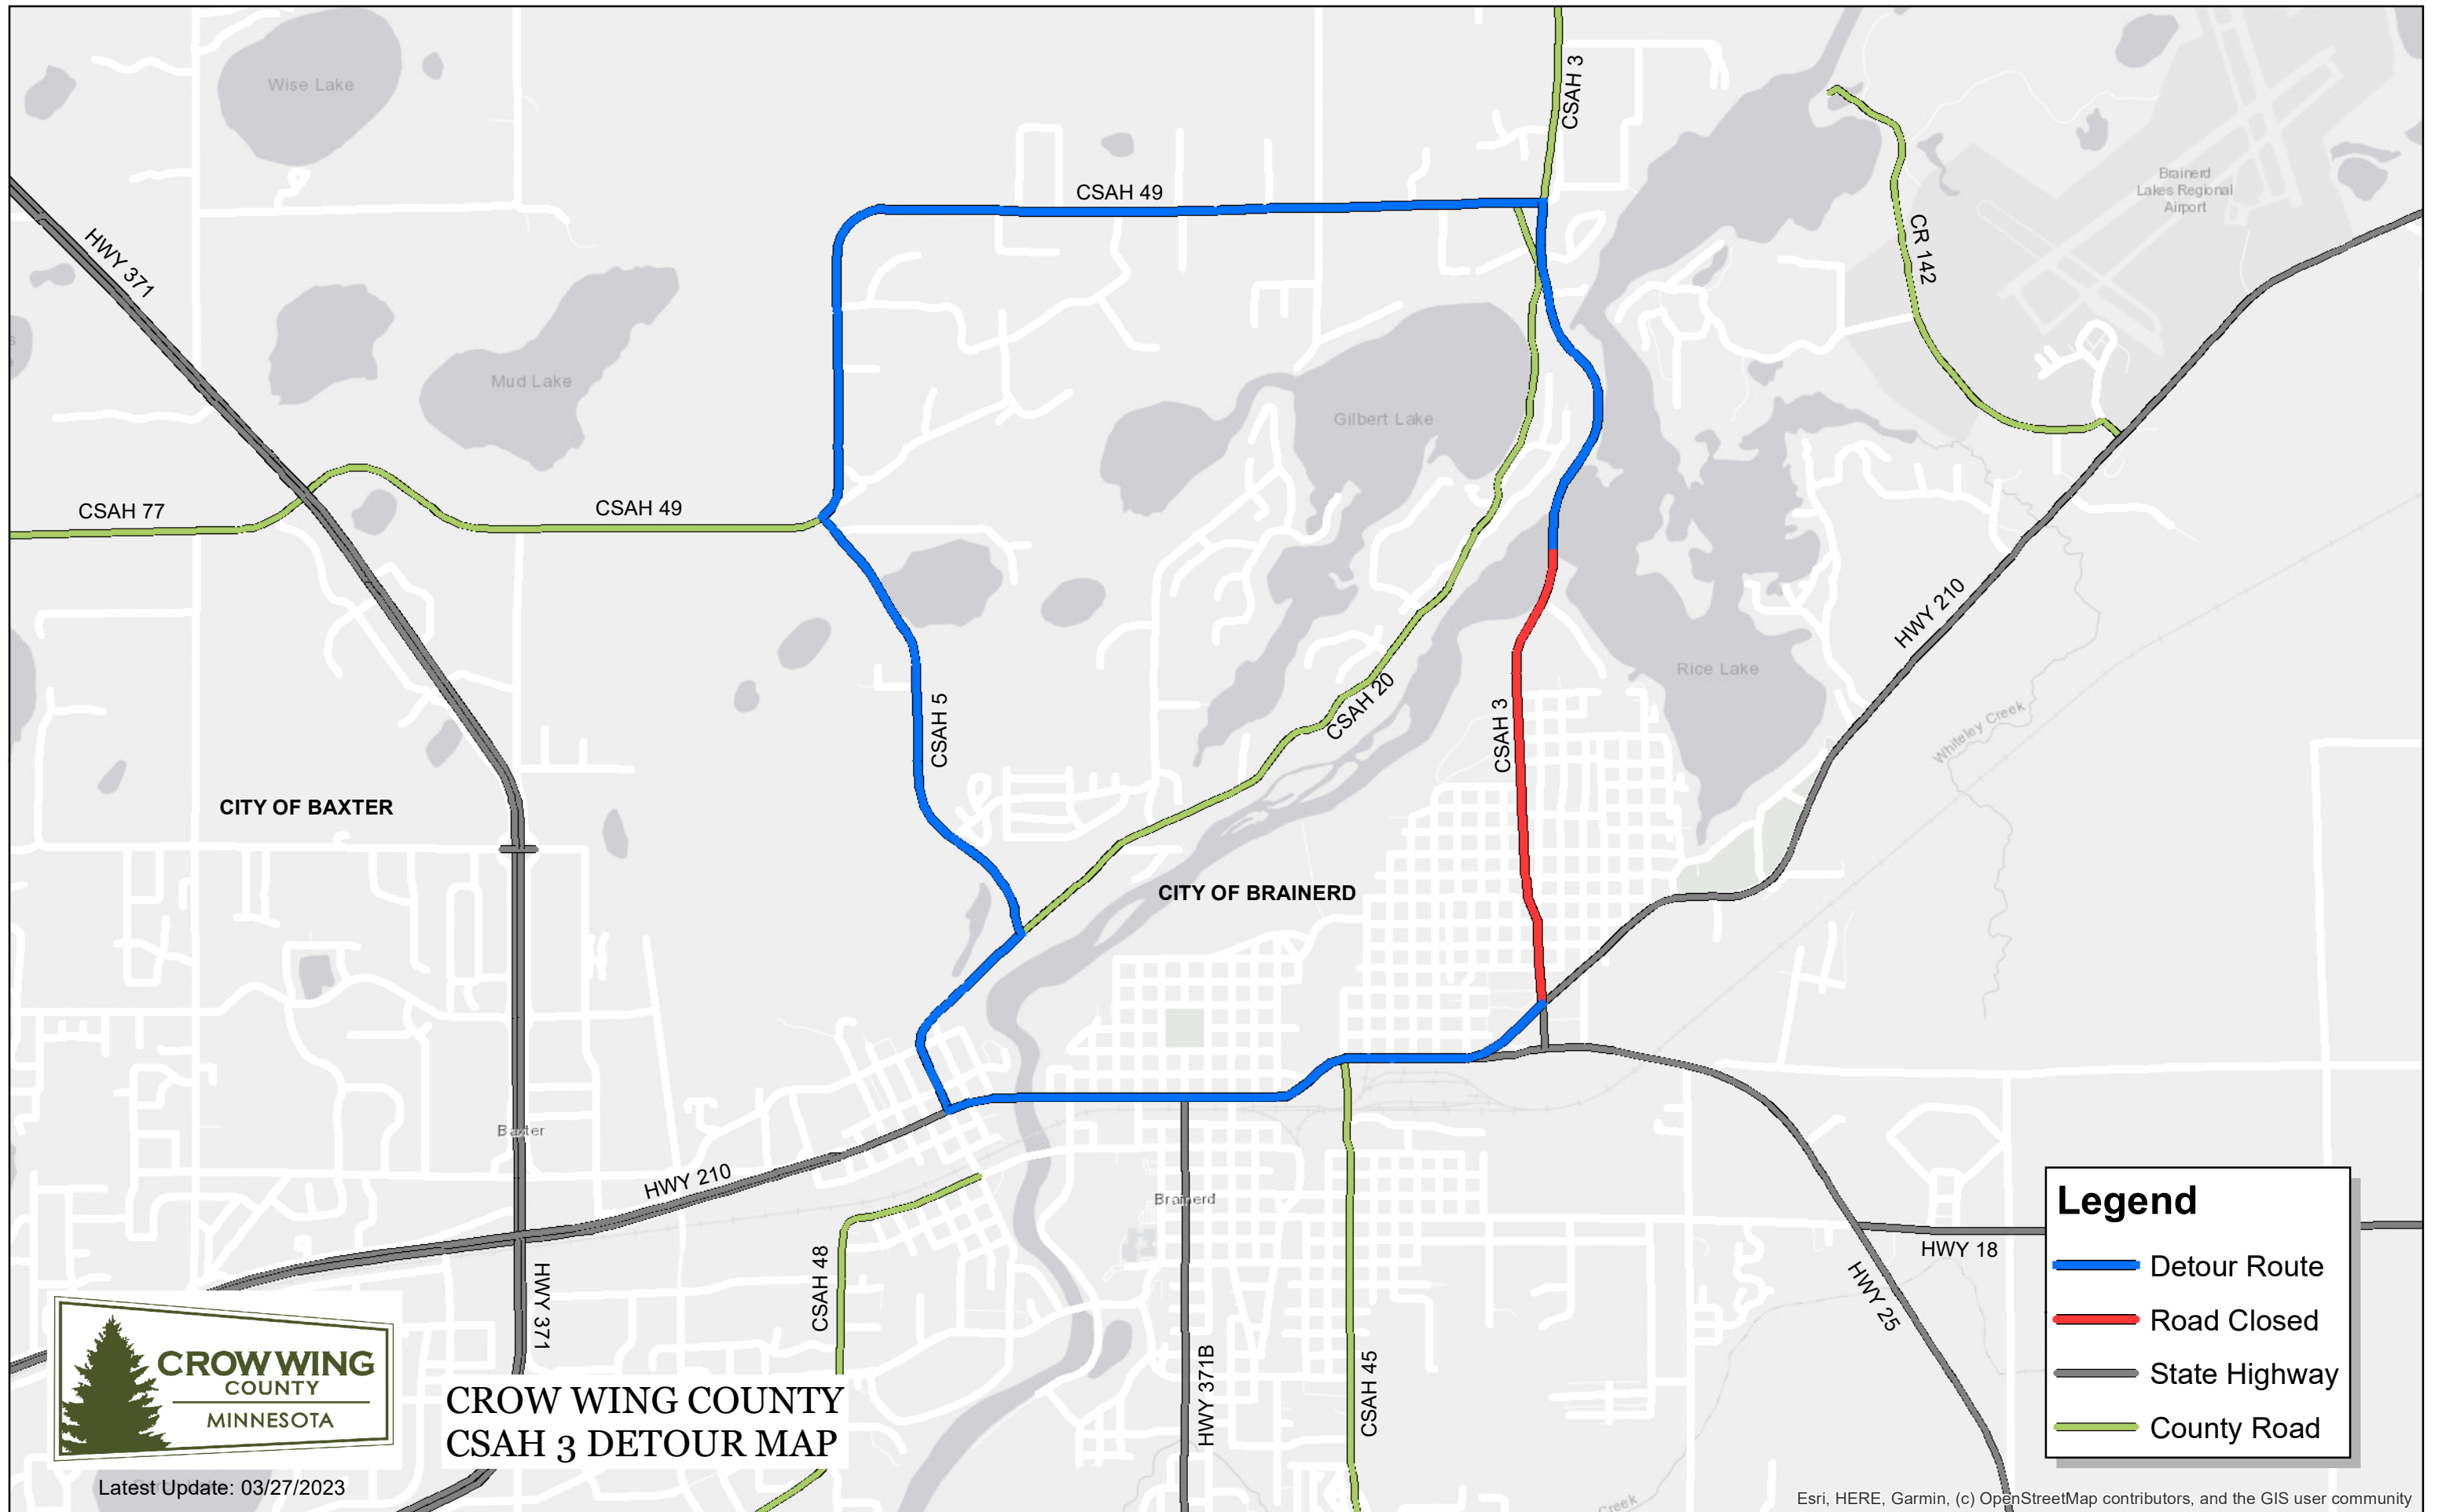 Wise Lake
CSAH 3
CSAH 49
Brainerd
Lakes Regional
Airport
HWY 371
CR 142
Mud Lake
Gilbert Lake
CSAH 77
CSAH 49
HWY 210
Rice Lake
CSAH 5
CSAH 20
CSAH 3
Whiteley Creek
CITY OF BAXTER
CITY OF BRAINERD
Baxter
HWY 210
Brainerd
HWY 18
HWY 25
CSAH 48
HWY 371
HWY 371B
CSAH 45
Legend
Detour Route
Road Closed
State Highway
County Road
CROW WING
COUNTY
MINNESOTA
CROW WING COUNTY
CSAH 3 DETOUR MAP
Latest Update: 03/27/2023
Creek
Esri, HERE, Garmin, (c) OpenStreetMap contributors, and the GIS user community